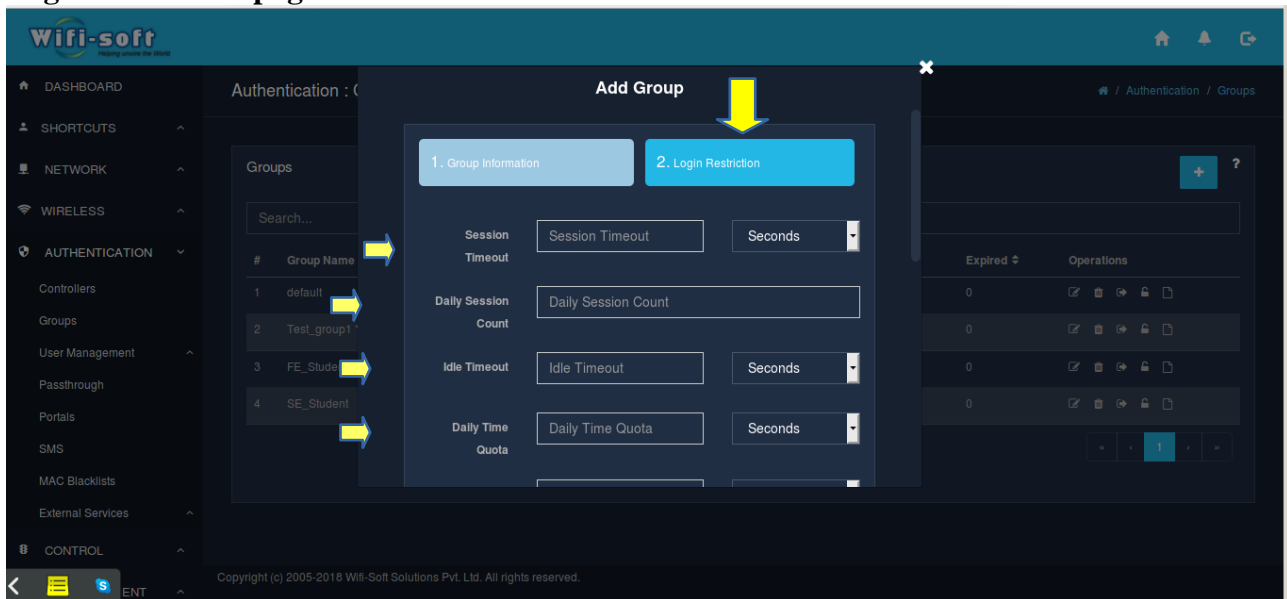 Wifi-soft
DASHBOARD
Authentication :
Add Group
/ Authentication / Groups
SHORTCUTS
1. Group Information
2. Login Restriction
NETWORK
Groups
+
?
WIRELESS
Search...
Session Timeout
Session Timeout
Seconds
AUTHENTICATION
# Group Name
Expired
Operations
Controllers
1 default
0
Daily Session Count
Daily Session Count
Groups
2 Test_group1
0
User Management
3
Idle Timeout
Idle Timeout
Seconds
0
Passthrough
4 SE_Student
0
Portals
Daily Time Quota
Daily Time Quota
Seconds
SMS
« ‹ 1 › »
MAC Blacklists
External Services
CONTROL
Copyright (c) 2005-2018 Wifi-Soft Solutions Pvt. Ltd. All rights reserved.